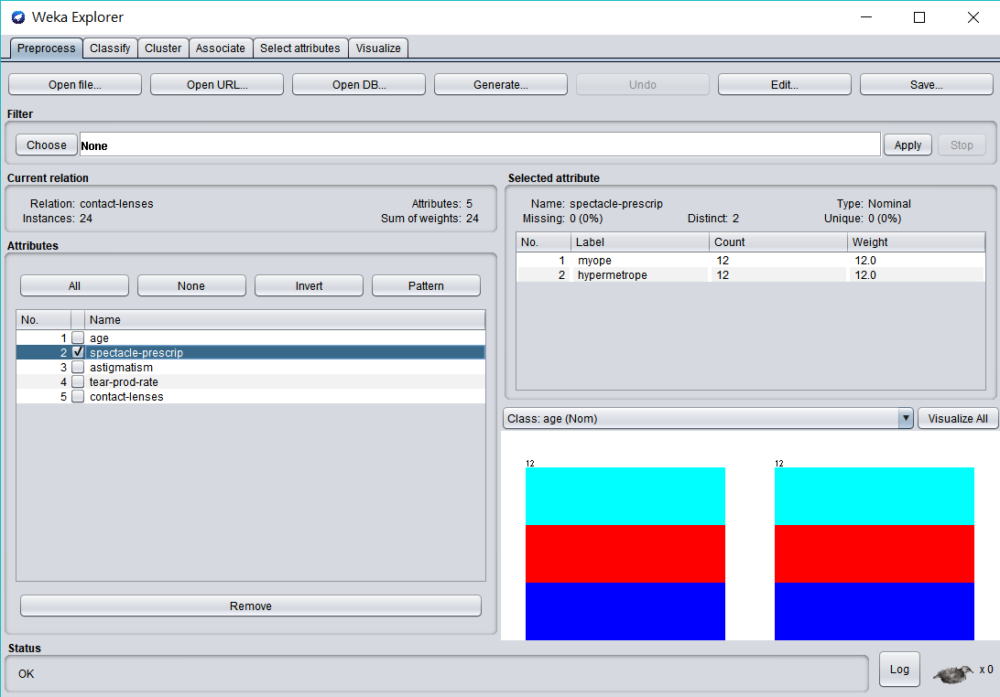 Weka Explorer
Preprocess Classify Cluster Associate Select attributes Visualize
Open file... Open URL... Open DB... Generate... Undo Edit... Save...
Filter
Choose None Apply Stop
Current relation
Relation: contact-lenses Attributes: 5
Instances: 24 Sum of weights: 24
Attributes
All None Invert Pattern
No. Name
1 age
2 spectacle-prescrip
3 astigmatism
4 tear-prod-rate
5 contact-lenses
Remove
Selected attribute
Name: spectacle-prescrip Type: Nominal
Missing: 0 (0%) Distinct: 2 Unique: 0 (0%)
No. Label Count Weight
1 myope 12 12.0
2 hypermetrope 12 12.0
Class: age (Nom) Visualize All
12 12
Status
OK Log x 0